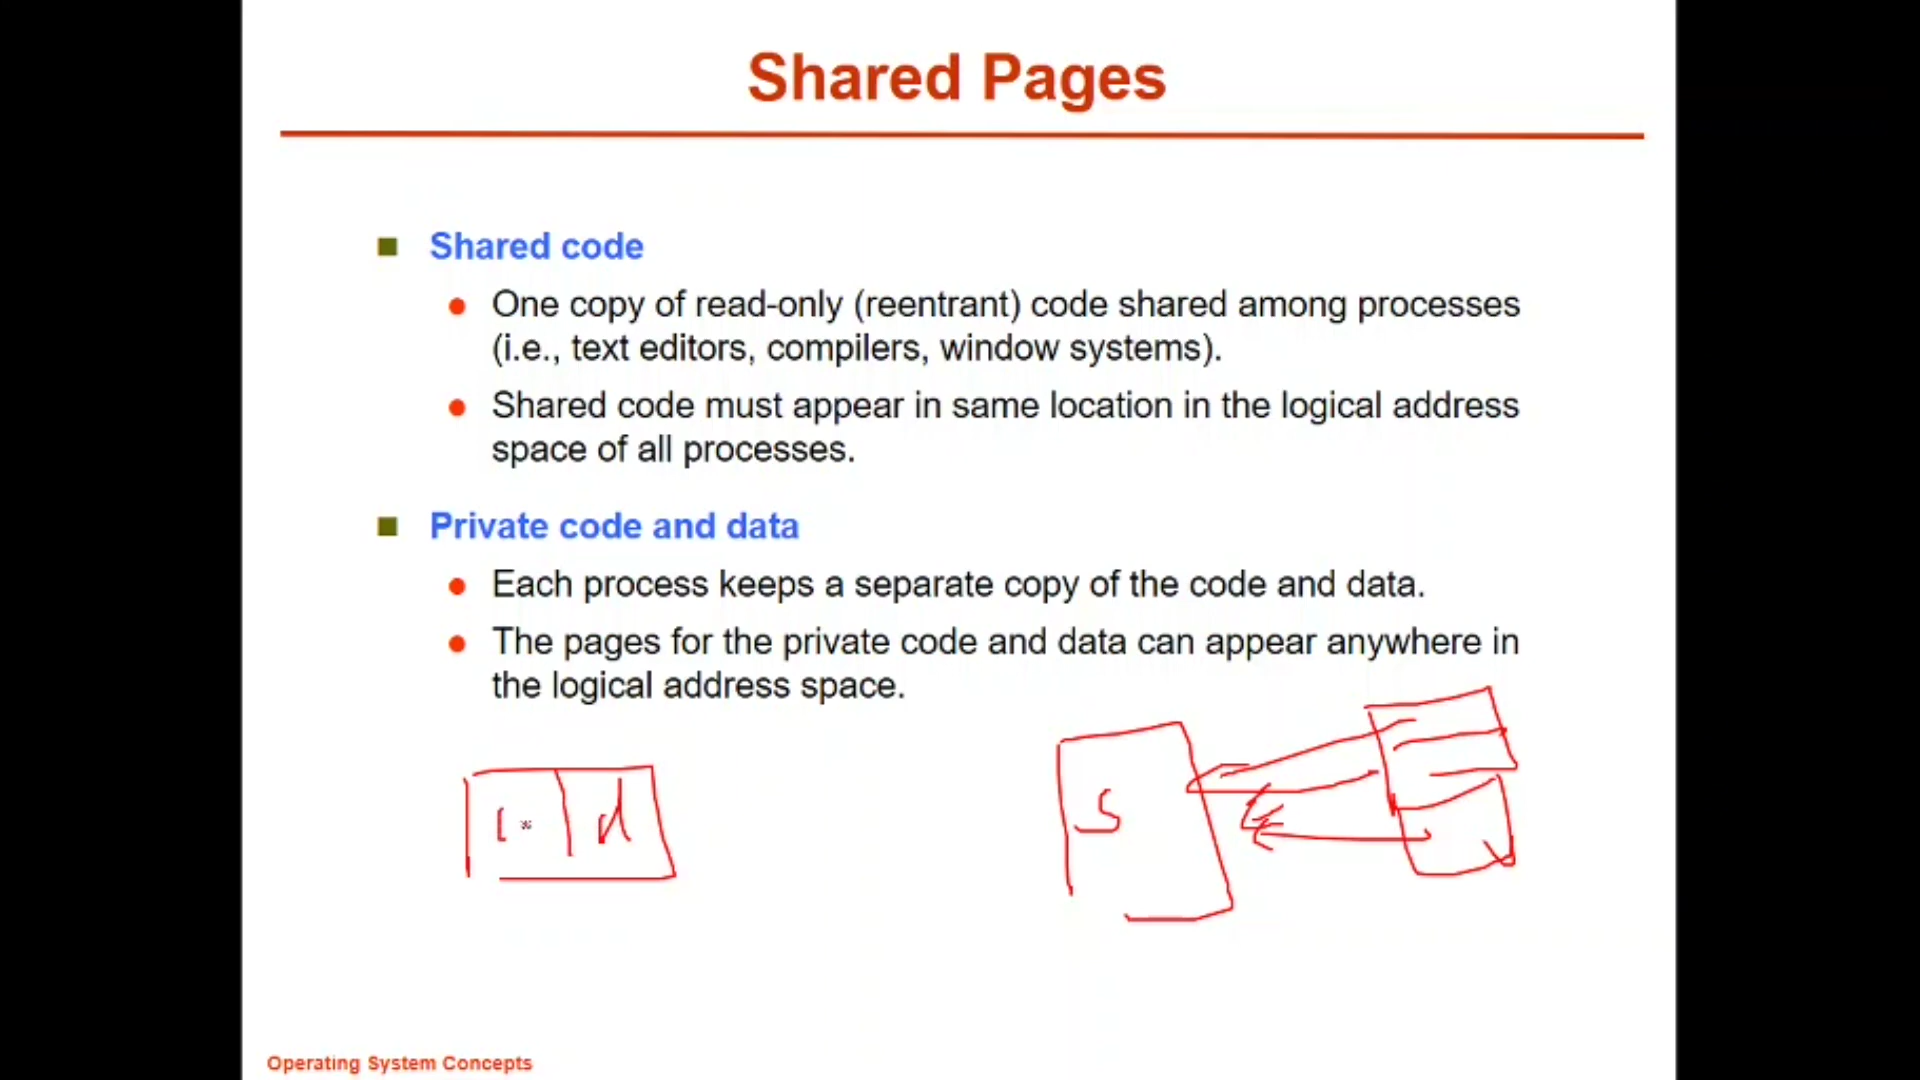 Shared Pages
Shared code
One copy of read-only (reentrant) code shared among processes
(i.e., text editors, compilers, window systems).
Shared code must appear in same location in the logical address
space of all processes.
Private code and data
Each process keeps a separate copy of the code and data.
The pages for the private code and data can appear anywhere in
the logical address space.
d
S
Operating System Concepts